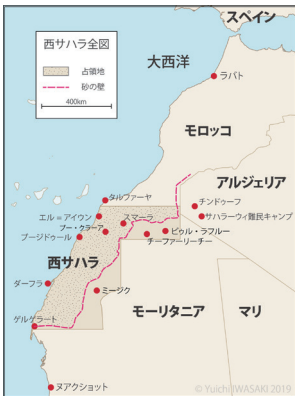 スペイン
西サハラ全図
占領地
砂の壁
400km
大西洋
ラバト
モロッコ
アルジェリア
タルファーヤ
チンドゥーフ
エル＝アイウン
スマーラ
サハラーウィ難民キャンプ
ブー・クラーア
ビゥル・ラフルー
ブージドゥール
チーファーリーチー
西サハラ
ダーフラ
ミージク
モーリタニア
マリ
ゲルゲラート
ヌアクショット
© Yuichi IWASAKI 2019